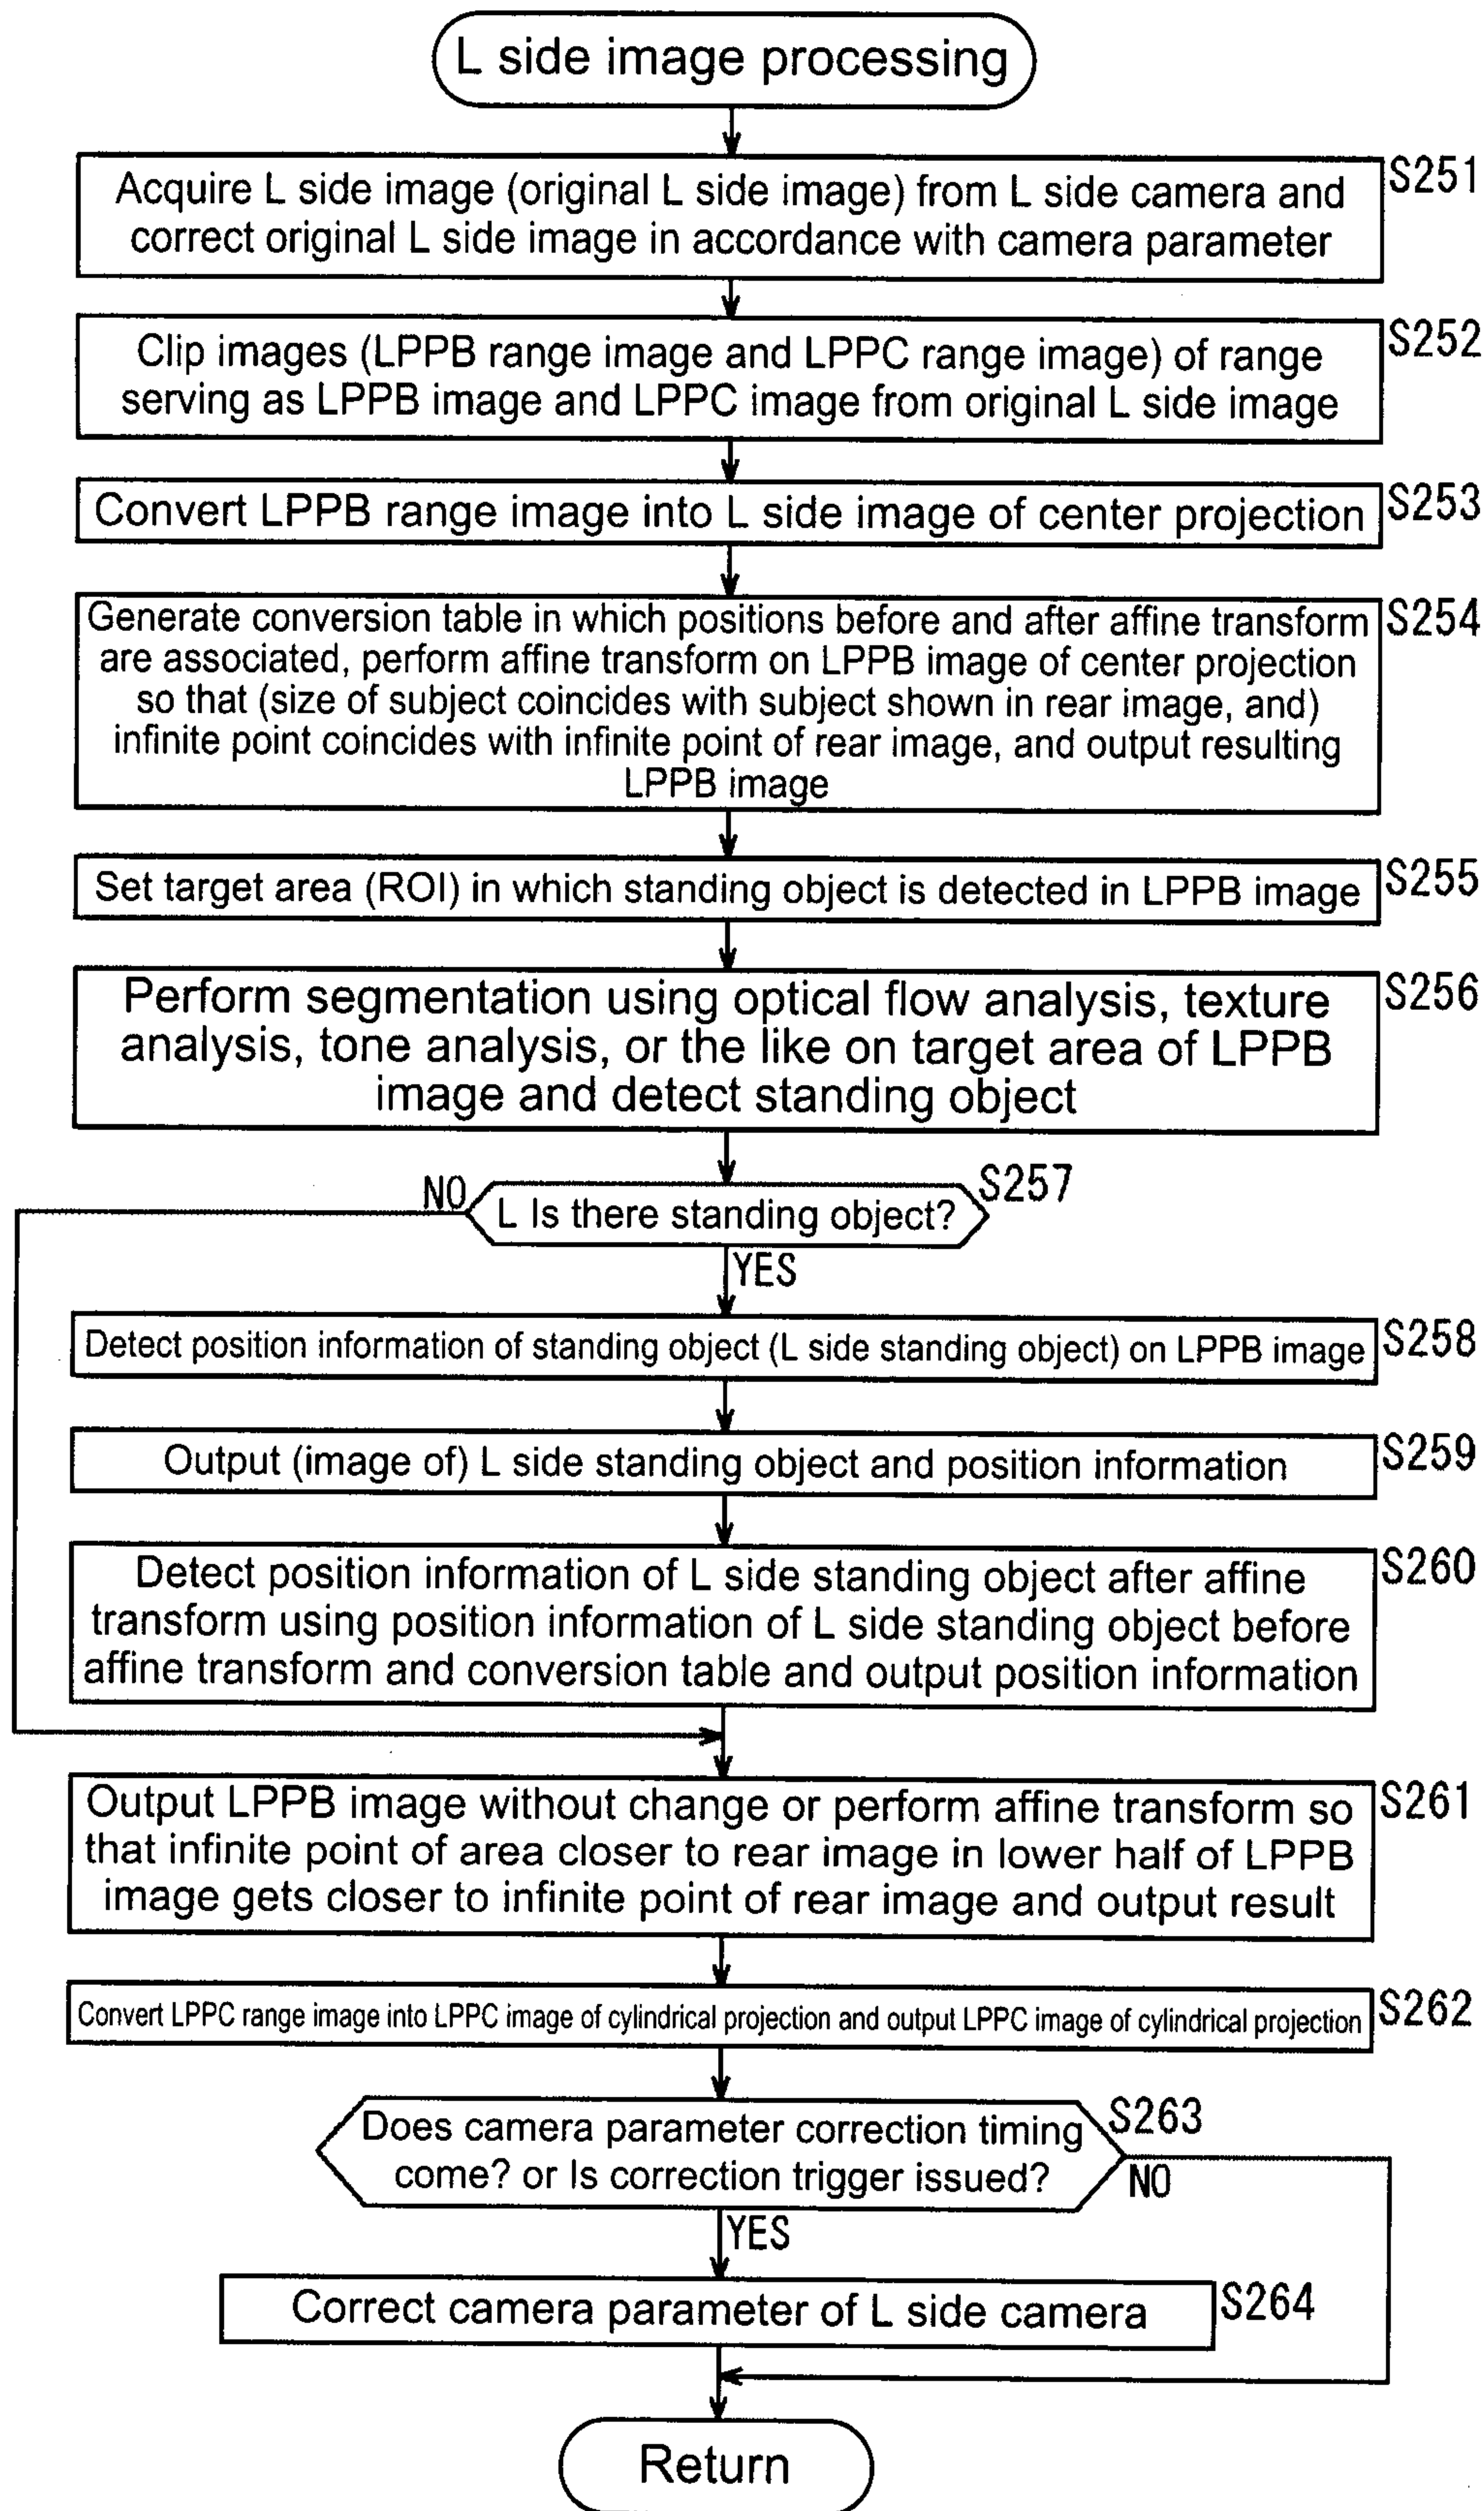 L side image processing
S251
Acquire L side image (original L side image) from L side camera and
correct original L side image in accordance with camera parameter
S252
Clip images (LPPB range image and LPPC range image) of range
serving as LPPB image and LPPC image from original L side image
S253
Convert LPPB range image into L side image of center projection
S254
Generate conversion table in which positions before and after affine transform
are associated, perform affine transform on LPPB image of center projection
so that (size of subject coincides with subject shown in rear image, and)
infinite point coincides with infinite point of rear image, and output resulting
LPPB image
S255
Set target area (ROI) in which standing object is detected in LPPB image
S256
Perform segmentation using optical flow analysis, texture
analysis, tone analysis, or the like on target area of LPPB
image and detect standing object
S257
NO
L Is there standing object?
YES
S258
Detect position information of standing object (L side standing object) on LPPB image
S259
Output (image of) L side standing object and position information
S260
Detect position information of L side standing object after affine
transform using position information of L side standing object before
affine transform and conversion table and output position information
S261
Output LPPB image without change or perform affine transform so
that infinite point of area closer to rear image in lower half of LPPB
image gets closer to infinite point of rear image and output result
S262
Convert LPPC range image into LPPC image of cylindrical projection and output LPPC image of cylindrical projection
S263
Does camera parameter correction timing
come? or Is correction trigger issued?
NO
YES
S264
Correct camera parameter of L side camera
Return